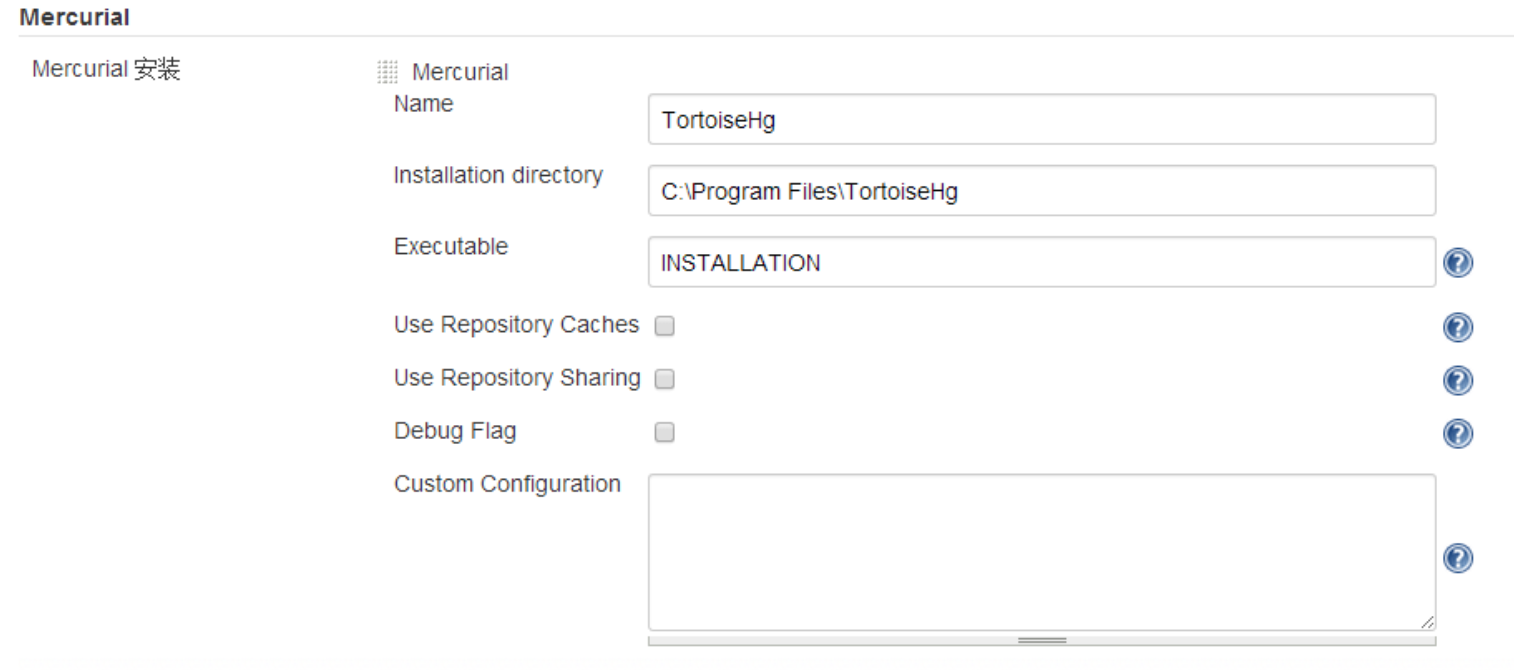 Mercurial
Mercurial 安装
Mercurial
Name
TortoiseHg
Installation directory
C:\Program Files\TortoiseHg
Executable
INSTALLATION
Use Repository Caches
Use Repository Sharing
Debug Flag
Custom Configuration